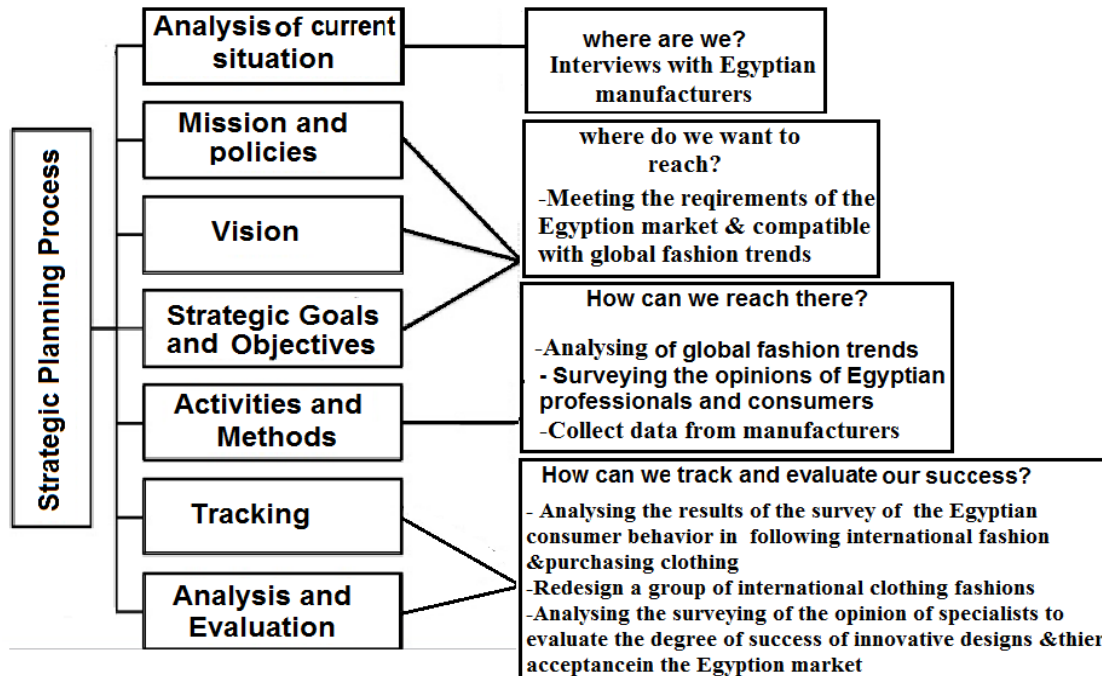 Strategic Planning Process
Analysis of current
situation
where are we?
Interviews with Egyptian
manufacturers
Mission and
policies
Vision
Strategic Goals
and Objectives
where do we want to
reach?
-Meeting the reqirements of the
Egyption market & compatible
with global fashion trends
Activities and
Methods
How can we reach there?
-Analysing of global fashion trends
- Surveying the opinions of Egyptian
professionals and consumers
-Collect data from manufacturers
Tracking
Analysis and
Evaluation
How can we track and evaluate our success?
- Analysing the results of the survey of the Egyptian
consumer behavior in following international fashion
&purchasing clothing
-Redesign a group of international clothing fashions
-Analysing the surveying of the opinion of specialists to
evaluate the degree of success of innovative designs &thier
acceptancein the Egyption market